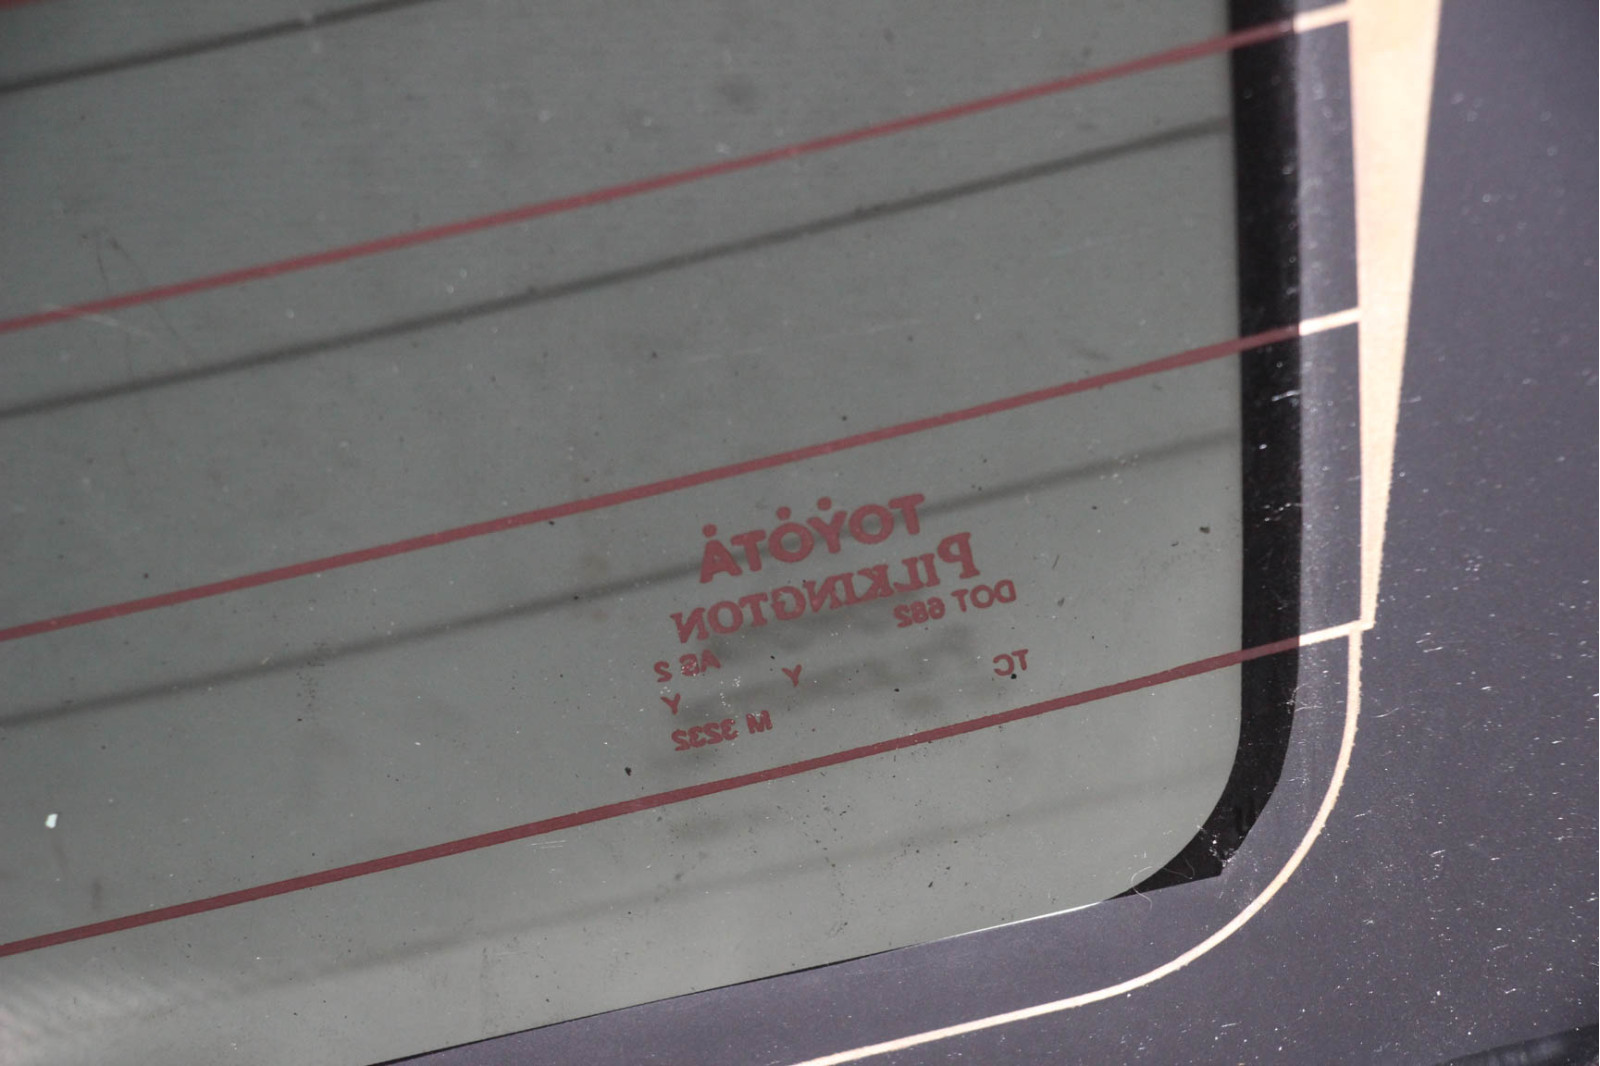 TOYOTA
PILKINGTON
DOT 682
AS 2
TC Y Y
M 3232